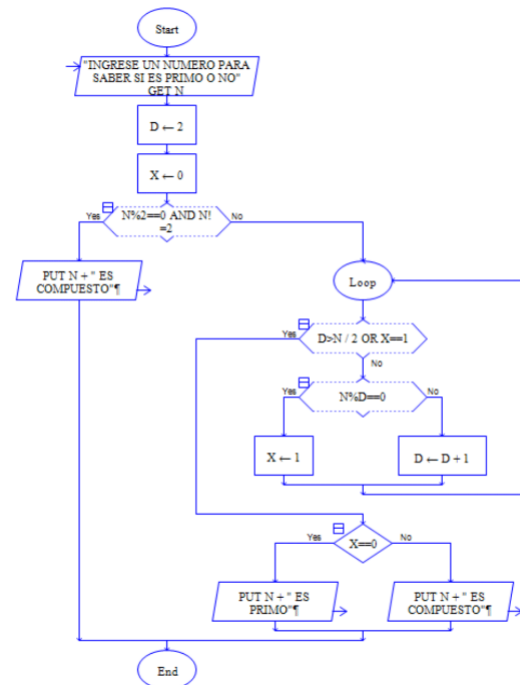 Start
"INGRESE UN NUMERO PARA
SABER SI ES PRIMO O NO"
GET N
D ← 2
X ← 0
N%2==0 AND N!
=2
Yes
No
PUT N + " ES
COMPUESTO"¶
Loop
D>N / 2 OR X==1
Yes
No
N%D==0
Yes
No
X ← 1
D ← D + 1
X==0
Yes
No
PUT N + " ES
PRIMO"¶
PUT N + " ES
COMPUESTO"¶
End